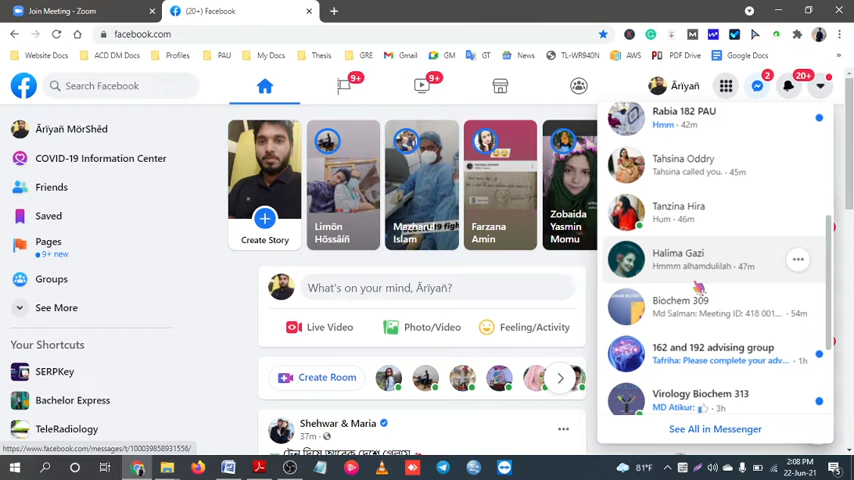 Join Meeting - Zoom
(20+) Facebook
facebook.com
Website Docs
ACD DM Docs
Profiles
PAU
My Docs
Thesis
GRE
Gmail
GM
GT
News
TL-WR940N
AWS
PDF Drive
Google Docs
Search Facebook
9+
9+
Ãrïyañ
2
20+
Ãrïyañ MörShëd
COVID-19 Information Center
Friends
Saved
Pages
9+ new
Groups
See More
Your Shortcuts
SERPKey
Bachelor Express
TeleRadiology
Create Story
Limön
Hössâíñ
Mazharul
Islam
Farzana
Amin
Zobaida
Yasmin
Momu
What's on your mind, Ãrïyañ?
Live Video
Photo/Video
Feeling/Activity
Create Room
Shehwar & Maria
37m
Rabia 182 PAU
Hmm · 42m
Tahsina Oddry
Tahsina called you. · 45m
Tanzina Hira
Hum · 46m
Halima Gazi
Hmmm alhamdulilah · 47m
Biochem 309
Md Salman: Meeting ID: 418 001... · 54m
162 and 192 advising group
Tafriha: Please complete your adv... · 1h
Virology Biochem 313
MD Atikur: 👍 · 3h
See All in Messenger
https://www.facebook.com/messages/t/100039858931556/
81°F
2:08 PM
22-Jun-21